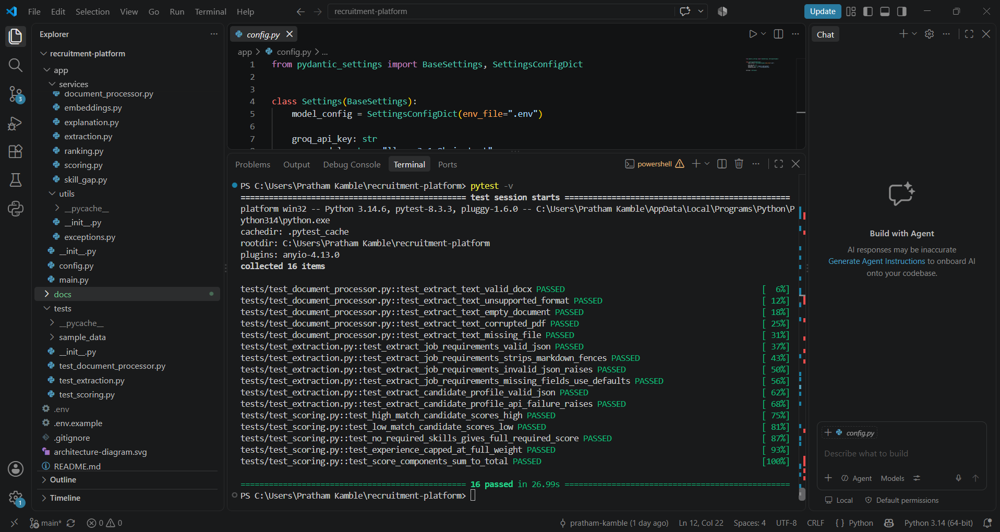 File Edit Selection View Go Run Terminal Help
recruitment-platform
Update
Explorer
recruitment-platform
app
services
document_processor.py
embeddings.py
explanation.py
extraction.py
ranking.py
scoring.py
skill_gap.py
utils
__pycache__
__init__.py
exceptions.py
__init__.py
config.py
main.py
docs
tests
__pycache__
sample_data
__init__.py
test_document_processor.py
test_extraction.py
test_scoring.py
.env
.env.example
.gitignore
architecture-diagram.svg
README.md
Outline
Timeline
3
1
config.py
app > config.py > ...
1 from pydantic_settings import BaseSettings, SettingsConfigDict
2
3
4 class Settings(BaseSettings):
5 model_config = SettingsConfigDict(env_file=".env")
6
7 groq_api_key: str
Problems Output Debug Console Terminal Ports
powershell
PS C:\Users\Pratham Kamble\recruitment-platform> pytest -v
================================================ test session starts ================================================
platform win32 -- Python 3.14.6, pytest-8.3.3, pluggy-1.6.0 -- C:\Users\Pratham Kamble\AppData\Local\Programs\Python\P
ython314\python.exe
cachedir: .pytest_cache
rootdir: C:\Users\Pratham Kamble\recruitment-platform
plugins: anyio-4.13.0
collected 16 items
tests/test_document_processor.py::test_extract_text_valid_docx PASSED [  6%]
tests/test_document_processor.py::test_extract_text_unsupported_format PASSED [ 12%]
tests/test_document_processor.py::test_extract_text_empty_document PASSED [ 18%]
tests/test_document_processor.py::test_extract_text_corrupted_pdf PASSED [ 25%]
tests/test_document_processor.py::test_extract_text_missing_file PASSED [ 31%]
tests/test_extraction.py::test_extract_job_requirements_valid_json PASSED [ 37%]
tests/test_extraction.py::test_extract_job_requirements_strips_markdown_fences PASSED [ 43%]
tests/test_extraction.py::test_extract_job_requirements_invalid_json_raises PASSED [ 50%]
tests/test_extraction.py::test_extract_job_requirements_missing_fields_use_defaults PASSED [ 56%]
tests/test_extraction.py::test_extract_candidate_profile_valid_json PASSED [ 62%]
tests/test_extraction.py::test_extract_candidate_profile_api_failure_raises PASSED [ 68%]
tests/test_scoring.py::test_high_match_candidate_scores_high PASSED [ 75%]
tests/test_scoring.py::test_low_match_candidate_scores_low PASSED [ 81%]
tests/test_scoring.py::test_no_required_skills_gives_full_required_score PASSED [ 87%]
tests/test_scoring.py::test_experience_capped_at_full_weight PASSED [ 93%]
tests/test_scoring.py::test_score_components_sum_to_total PASSED [100%]
================================================ 16 passed in 26.99s ================================================
PS C:\Users\Pratham Kamble\recruitment-platform>
Chat
Build with Agent
AI responses may be inaccurate
Generate Agent Instructions to onboard AI
onto your codebase.
config.py
Describe what to build
Agent Models
Local Default permissions
main* 0 0 pratham-kamble (1 day ago) Ln 12, Col 22 Spaces: 4 UTF-8 CRLF {} Python Python 3.14 (64-bit)